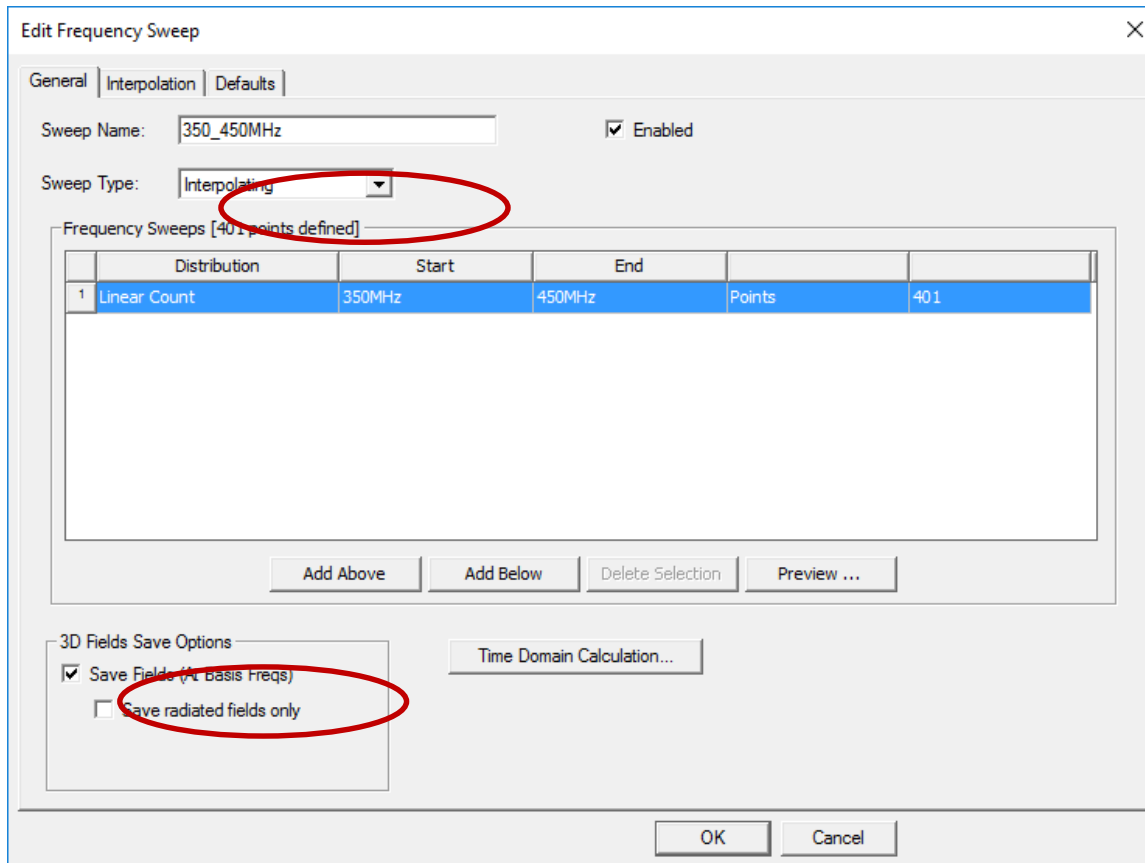 Edit Frequency Sweep
General Interpolation Defaults
Sweep Name: 350_450MHz Enabled
Sweep Type: Interpolating
Frequency Sweeps [401 points defined]
Distribution Start End
1 Linear Count 350MHz 450MHz Points 401
Add Above Add Below Delete Selection Preview ...
3D Fields Save Options
Save Fields (At Basis Freqs) Time Domain Calculation...
Save radiated fields only
OK Cancel